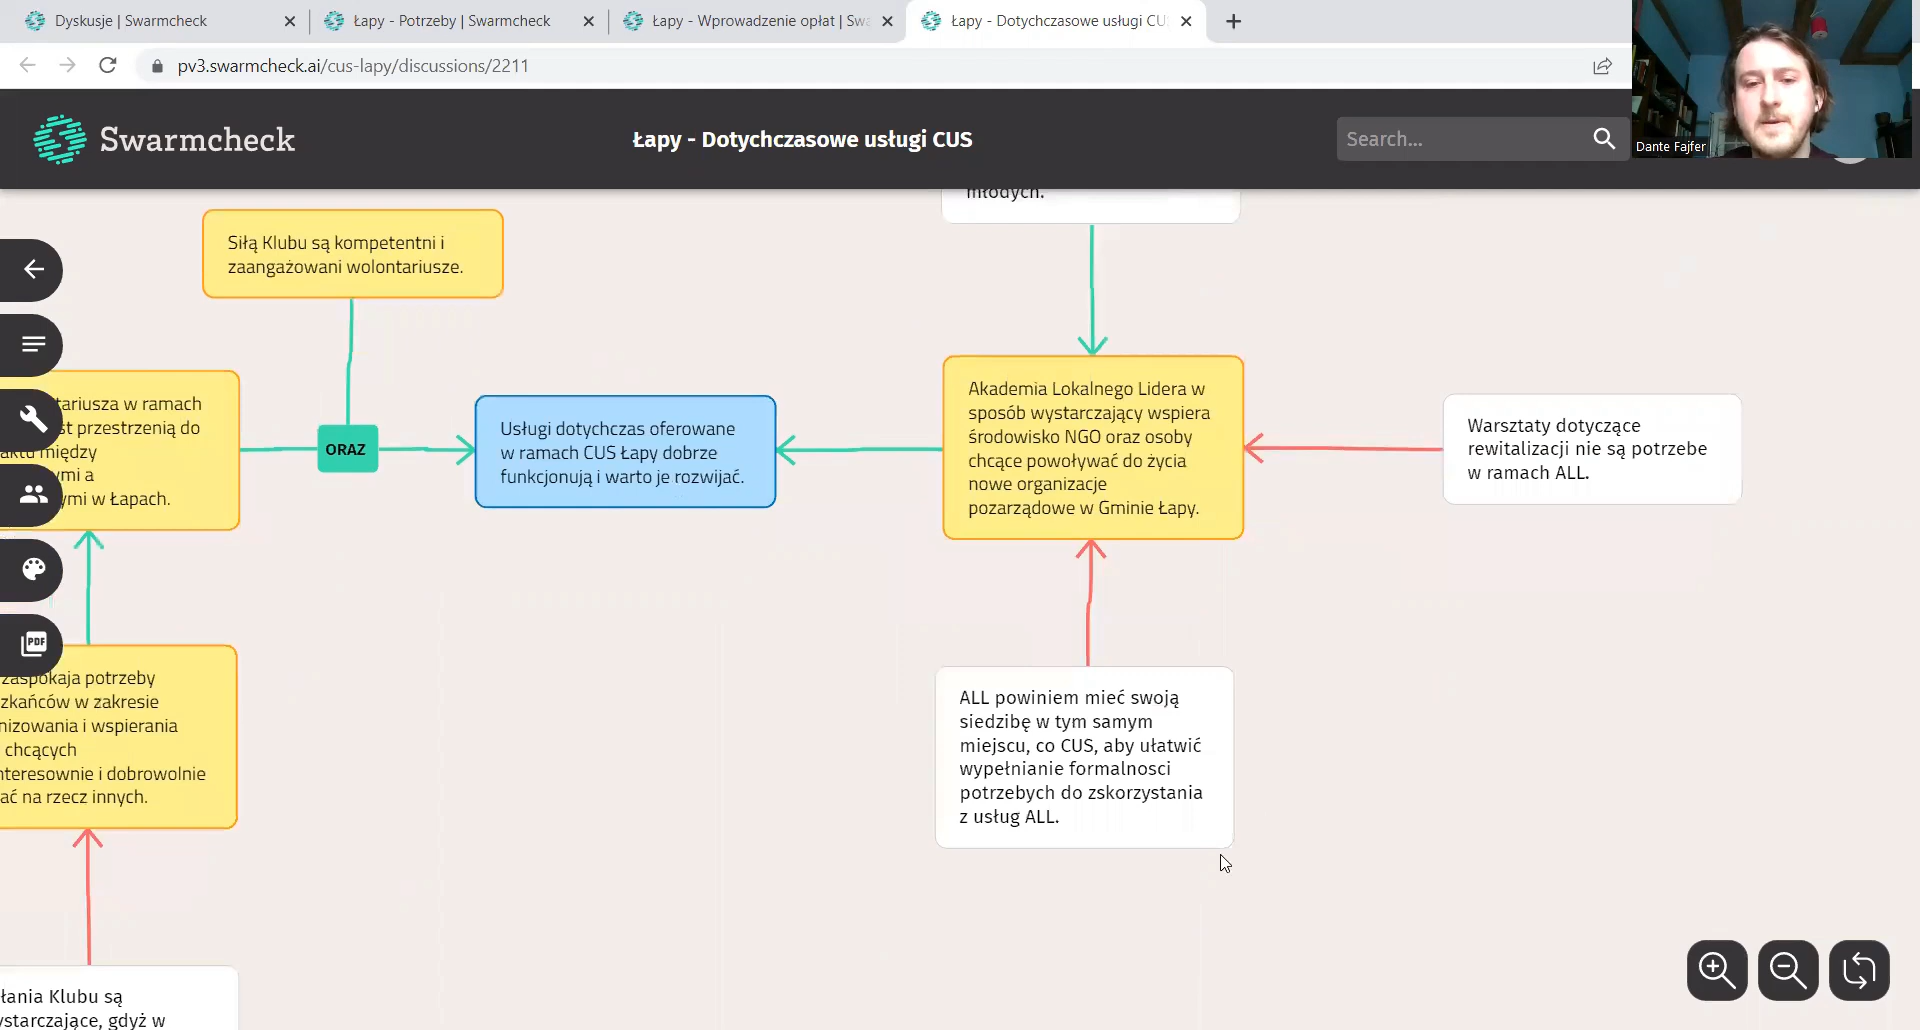 Dyskusje | Swarmcheck
Łapy - Potrzeby | Swarmcheck
Łapy - Wprowadzenie opłat | Swa
Łapy - Dotychczasowe usługi CU
pv3.swarmcheck.ai/cus-lapy/discussions/2211
Swarmcheck
Łapy - Dotychczasowe usługi CUS
Search...
Dante Fajfer
młodych.
Siłą Klubu są kompetentni i
zaangażowani wolontariusze.
tariusza w ramach
st przestrzenią do
aktu między
ymi a
ymi w Łapach.
ORAZ
Usługi dotychczas oferowane
w ramach CUS Łapy dobrze
funkcjonują i warto je rozwijać.
Akademia Lokalnego Lidera w
sposób wystarczający wspiera
środowisko NGO oraz osoby
chcące powoływać do życia
nowe organizacje
pozarządowe w Gminie Łapy.
Warsztaty dotyczące
rewitalizacji nie są potrzebe
w ramach ALL.
PDF
zaspokaja potrzeby
zkańców w zakresie
nizowania i wspierania
chcących
nteresownie i dobrowolnie
ać na rzecz innych.
ALL powiniem mieć swoją
siedzibę w tym samym
miejscu, co CUS, aby ułatwić
wypełnianie formalnosci
potrzebych do zskorzystania
z usług ALL.
łania Klubu są
ystarczające, gdyż w